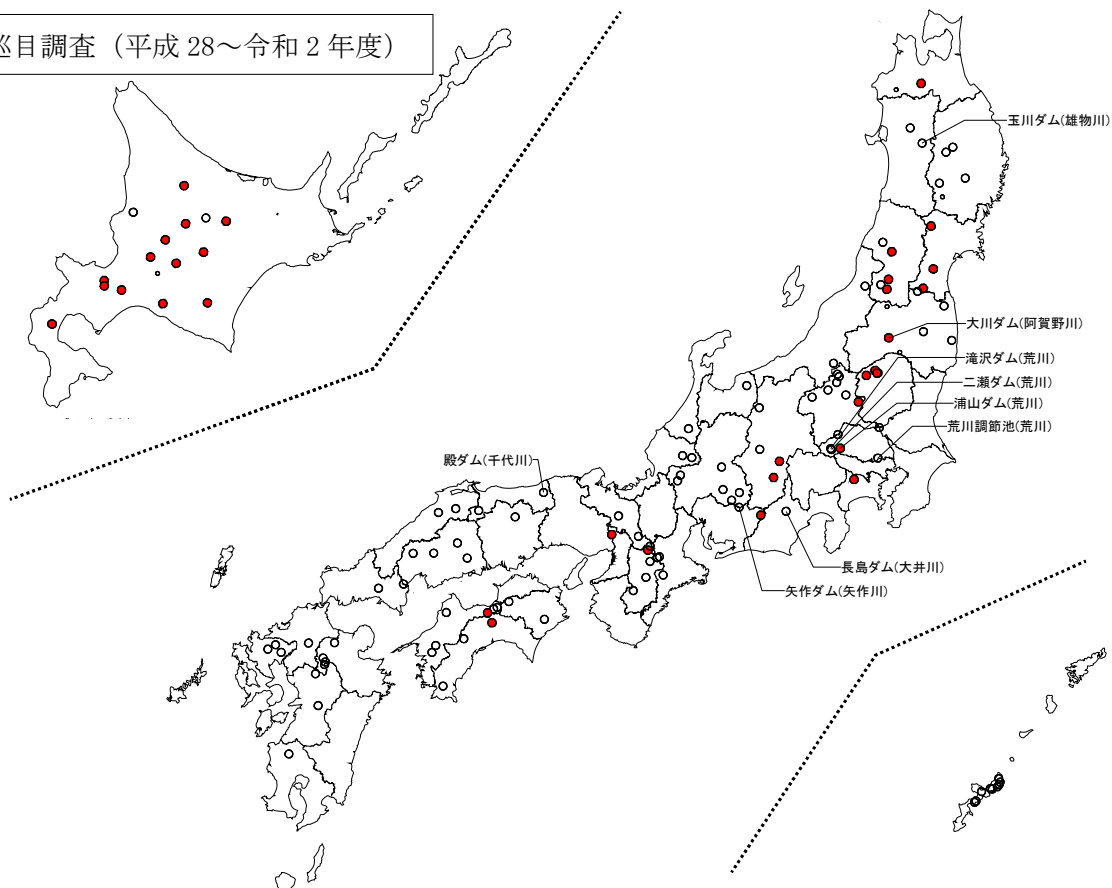 巡目調査（平成 28～令和 2 年度）
玉川ダム(雄物川)
大川ダム(阿賀野川)
滝沢ダム(荒川)
二瀬ダム(荒川)
浦山ダム(荒川)
荒川調節池(荒川)
殿ダム(千代川)
長島ダム(大井川)
矢作ダム(矢作川)